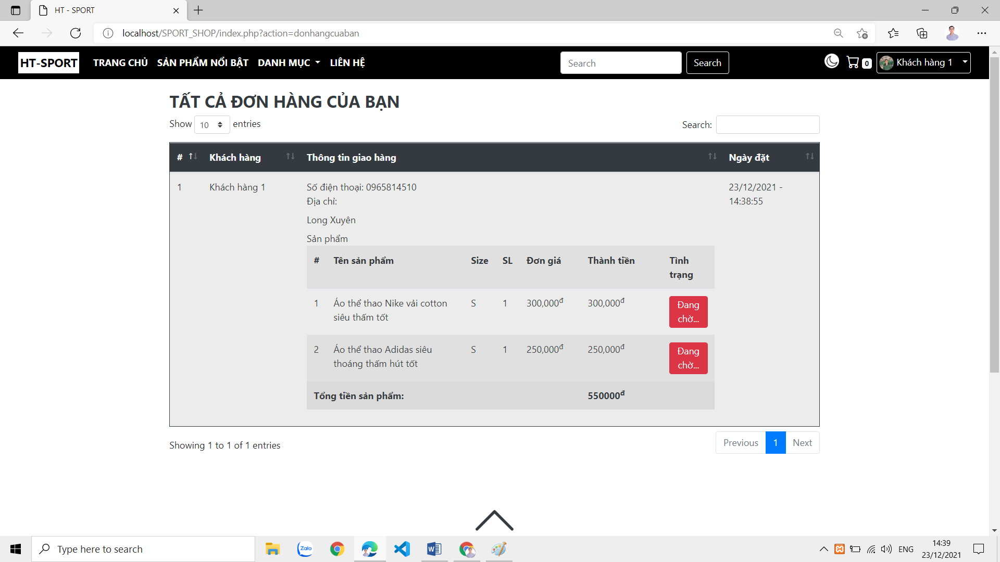 HT - SPORT
localhost/SPORT_SHOP/index.php?action=donhangcuaban
HT-SPORT TRANG CHỦ SẢN PHẨM NỔI BẬT DANH MỤC LIÊN HỆ Search Search 0 Khách hàng 1
TẤT CẢ ĐƠN HÀNG CỦA BẠN
Show 10 entries Search:
# Khách hàng Thông tin giao hàng Ngày đặt
1 Khách hàng 1 Số điện thoại: 0965814510 23/12/2021 -
Địa chỉ: 14:38:55
Long Xuyên
Sản phẩm
# Tên sản phẩm Size SL Đơn giá Thành tiền Tình
trạng
1 Áo thể thao Nike vải cotton S 1 300,000đ 300,000đ Đang
siêu thấm tốt chờ...
2 Áo thể thao Adidas siêu S 1 250,000đ 250,000đ Đang
thoáng thấm hút tốt chờ...
Tổng tiền sản phẩm: 550000đ
Showing 1 to 1 of 1 entries Previous 1 Next
Type here to search Zalo ENG 14:39
23/12/2021